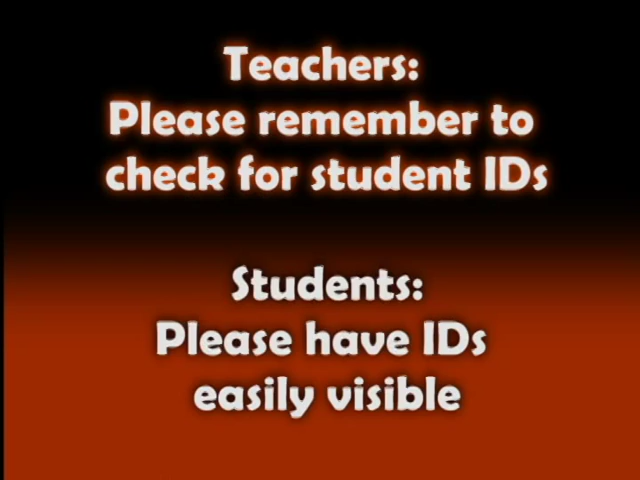 Teachers:
Please remember to
check for student IDs
Students:
Please have IDs
easily visible